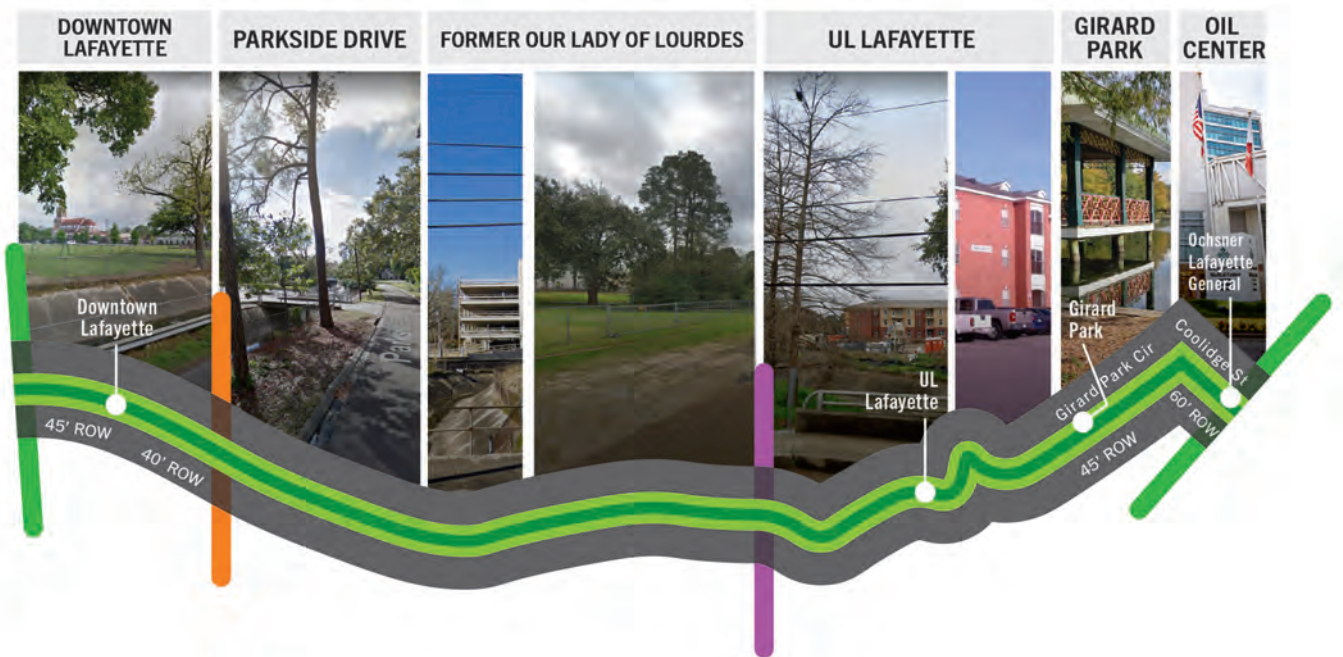 DOWNTOWN
LAFAYETTE
PARKSIDE DRIVE
FORMER OUR LADY OF LOURDES
UL LAFAYETTE
GIRARD
PARK
OIL
CENTER
Downtown
Lafayette
UL
Lafayette
Girard
Park
Ochsner
Lafayette
General
Girard Park Cir
Coolidge St
45' ROW
40' ROW
45' ROW
60' ROW